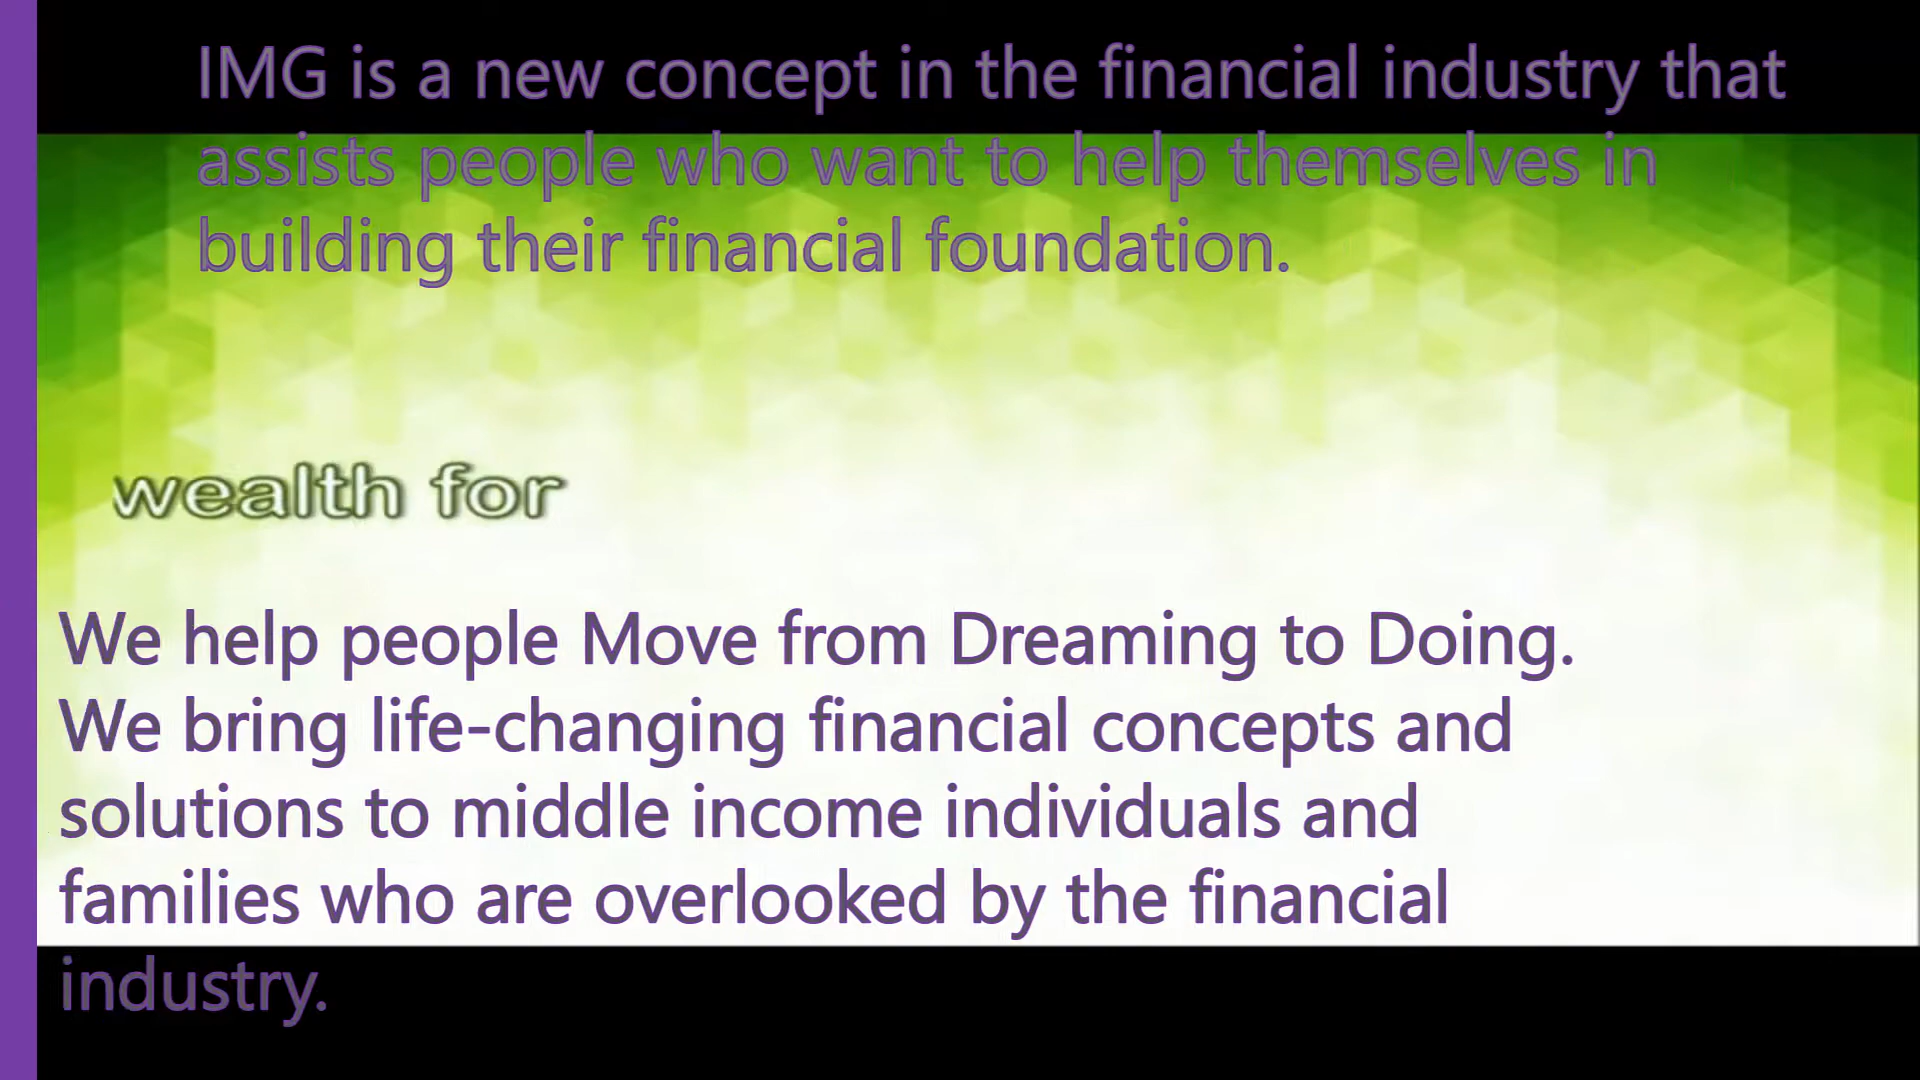 IMG is a new concept in the financial industry that
assists people who want to help themselves in
building their financial foundation.
wealth for
We help people Move from Dreaming to Doing.
We bring life-changing financial concepts and
solutions to middle income individuals and
families who are overlooked by the financial
industry.